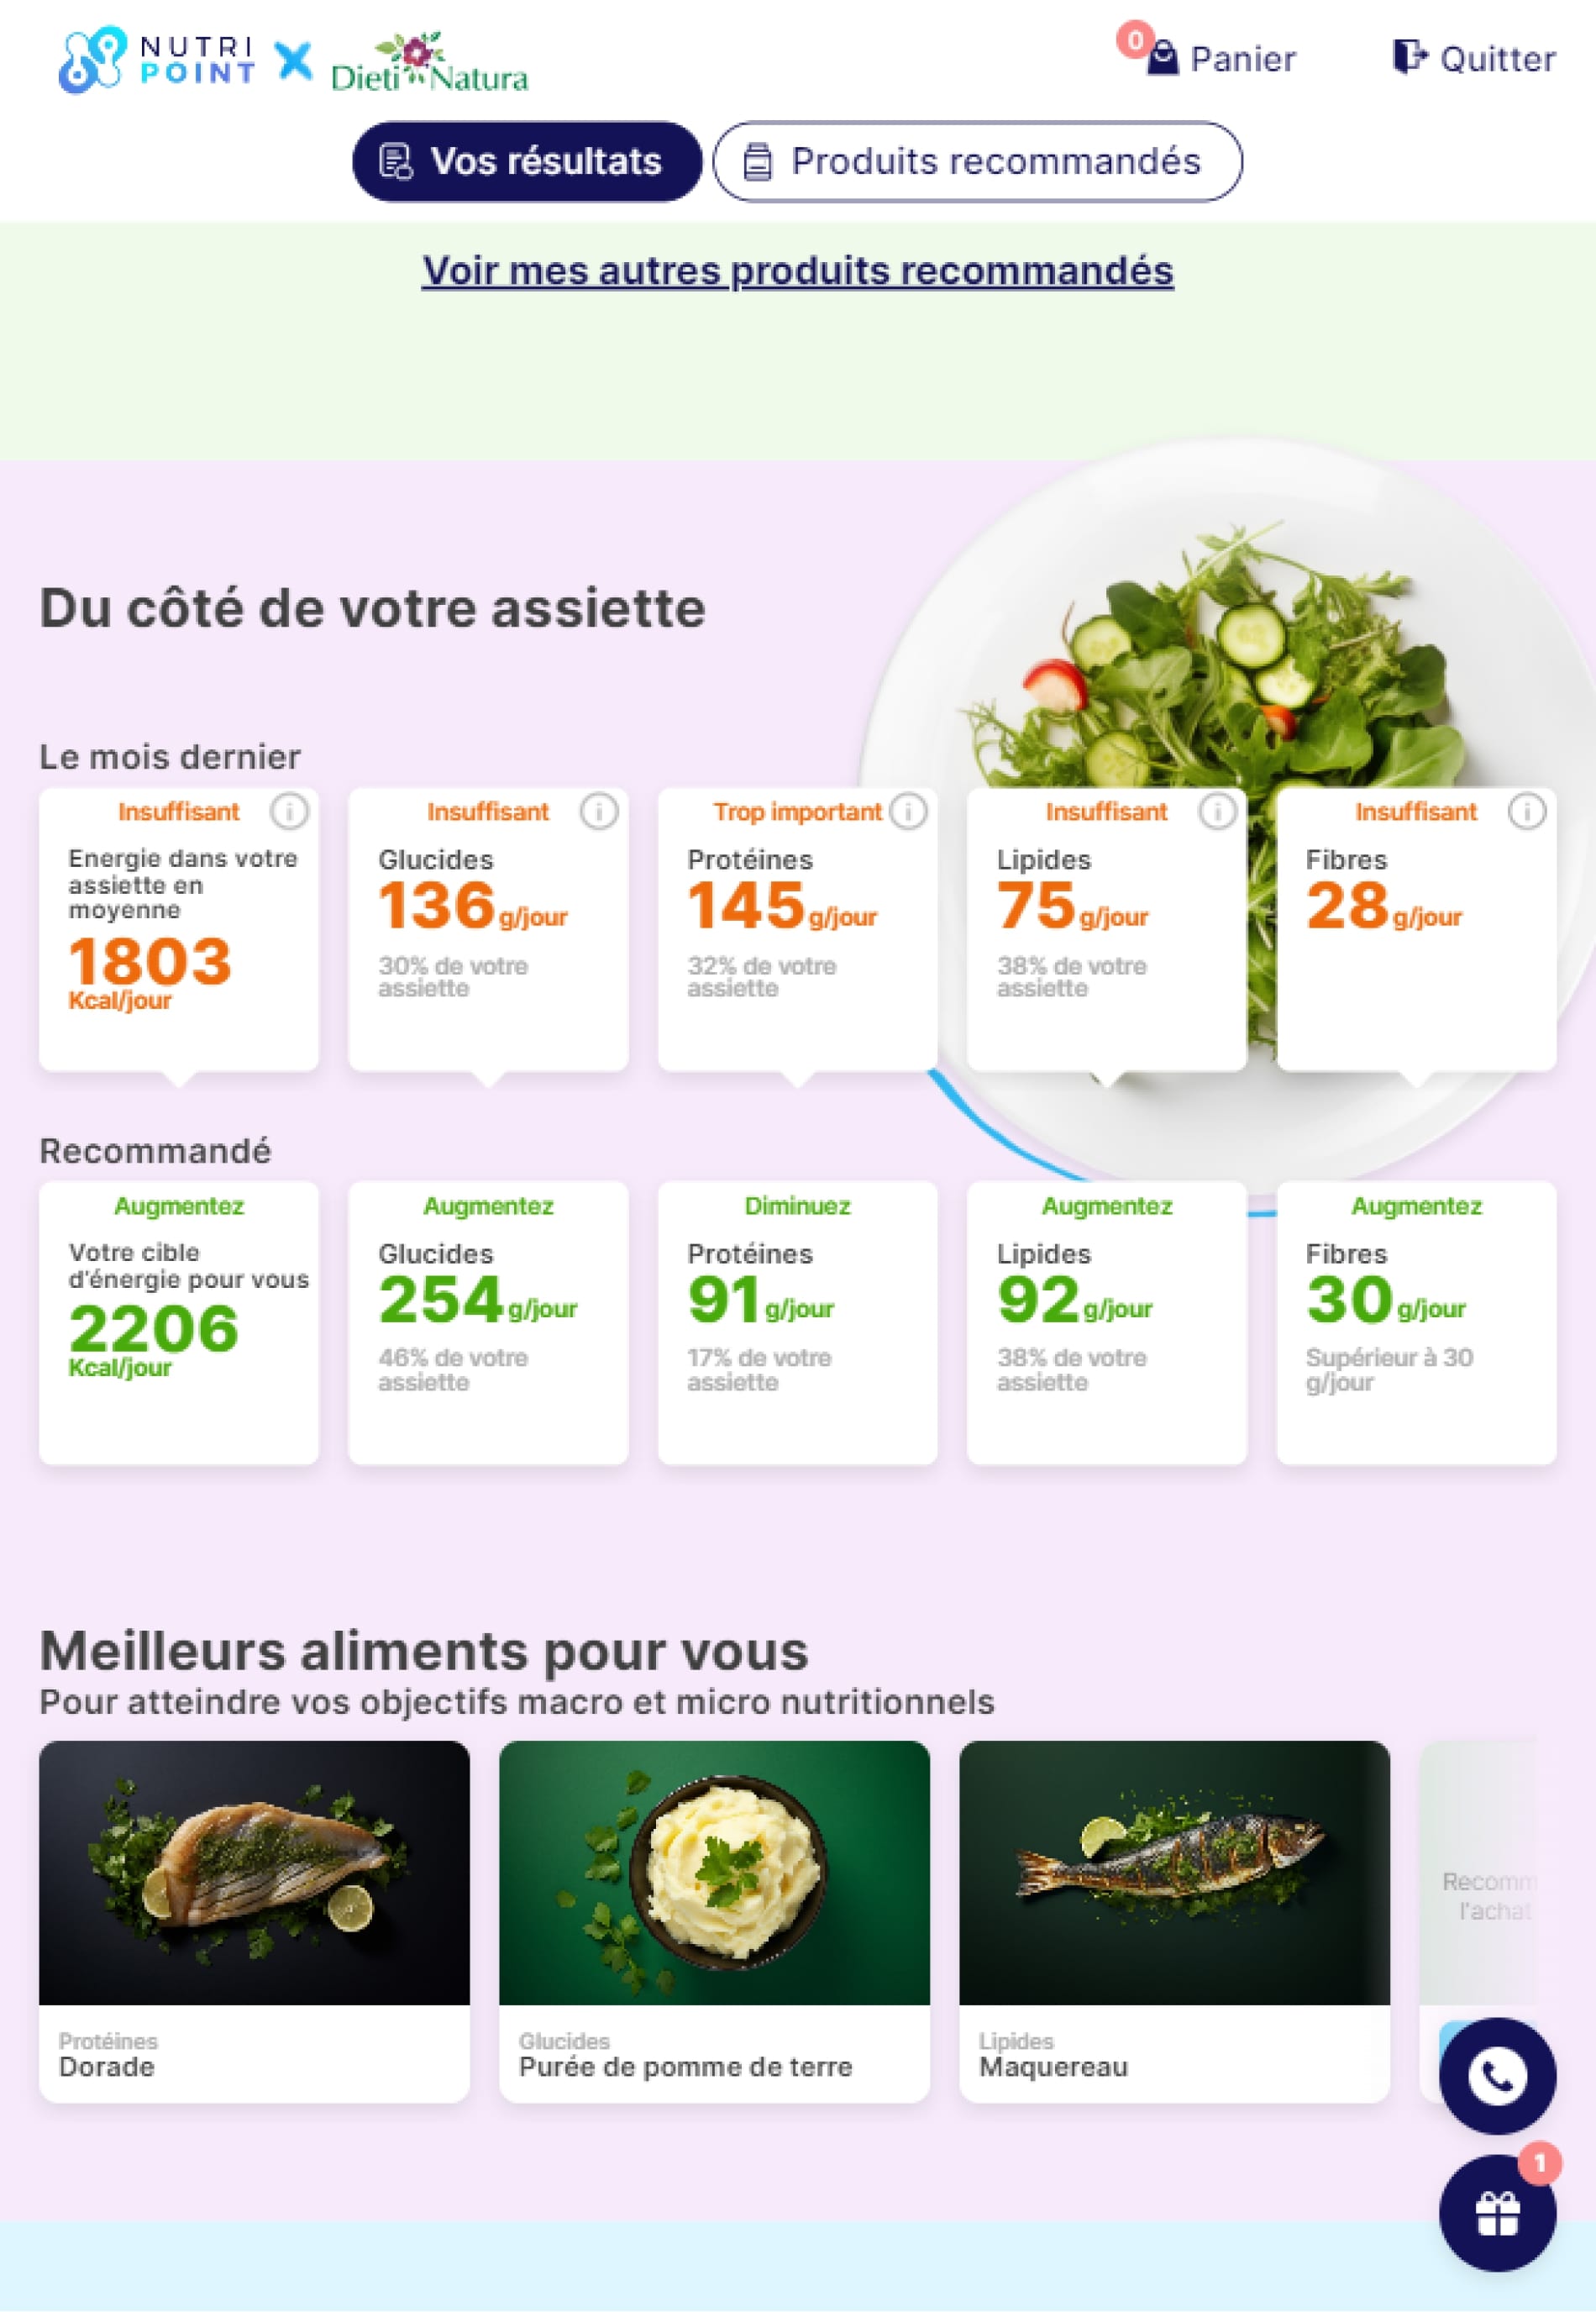 NUTRI
POINT
Dieti Natura
0
Panier
Quitter
Vos résultats
Produits recommandés
Voir mes autres produits recommandés
Du côté de votre assiette
Le mois dernier
Insuffisant
Energie dans votre
assiette en
moyenne
1803
Kcal/jour
Insuffisant
Glucides
136 g/jour
30% de votre
assiette
Trop important
Protéines
145 g/jour
32% de votre
assiette
Insuffisant
Lipides
75 g/jour
38% de votre
assiette
Insuffisant
Fibres
28 g/jour
Recommandé
Augmentez
Votre cible
d'énergie pour vous
2206
Kcal/jour
Augmentez
Glucides
254 g/jour
46% de votre
assiette
Diminuez
Protéines
91 g/jour
17% de votre
assiette
Augmentez
Lipides
92 g/jour
38% de votre
assiette
Augmentez
Fibres
30 g/jour
Supérieur à 30
g/jour
Meilleurs aliments pour vous
Pour atteindre vos objectifs macro et micro nutritionnels
Protéines
Dorade
Glucides
Purée de pomme de terre
Lipides
Maquereau
Recomm
l'achat
1